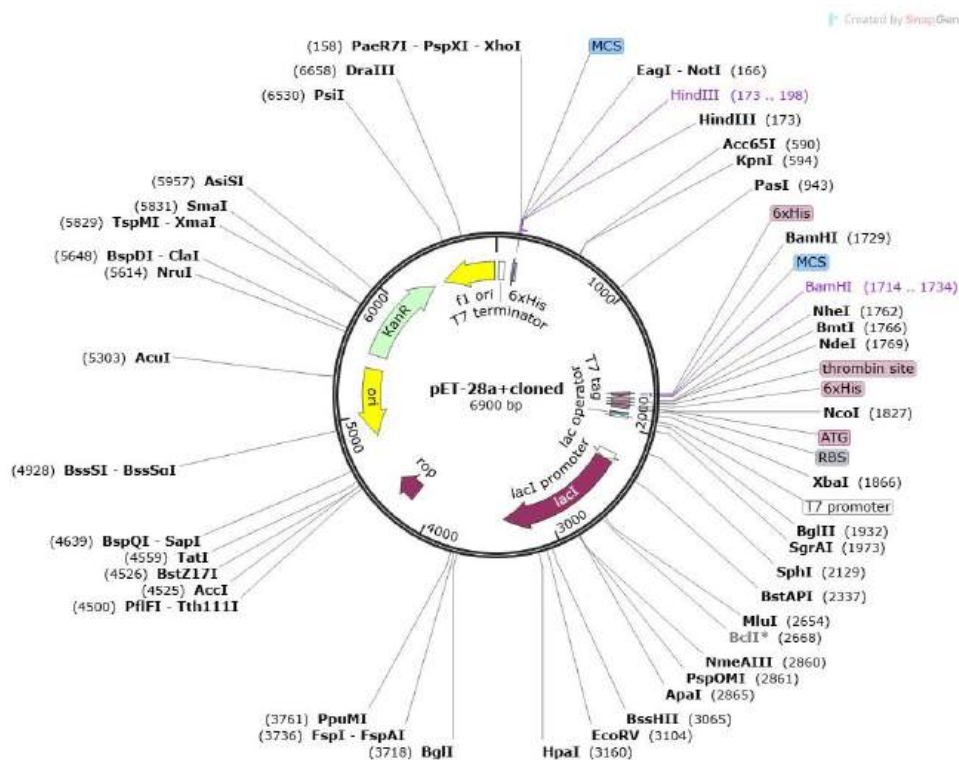 Created by SnapGen
(158) PaeR7I - PspXI - XhoI
MCS
(6658) DraIII
EagI - NotI (166)
(6530) PsiI
HindIII (173 .. 198)
HindIII (173)
Acc65I (590)
KpnI (594)
PasI (943)
(5957) AsiSI
(5831) SmaI
(5829) TspMI - XmaI
(5648) BspDI - ClaI
(5614) NruI
(5303) AcuI
(4928) BssSI - BssSαI
(4639) BspQI - SapI
(4559) TatI
(4526) BstZ17I
(4525) AccI
(4500) PflFI - Tth111I
(3761) PpuMI
(3736) FspI - FspAI
(3718) BglI
6xHis
BamHI (1729)
MCS
BamHI (1714 .. 1734)
NheI (1762)
BmtI (1766)
NdeI (1769)
thrombin site
6xHis
NcoI (1827)
ATG
RBS
XbaI (1866)
T7 promoter
BglII (1932)
SgrAI (1973)
SphI (2129)
BstAPI (2337)
MluI (2654)
BclI* (2668)
NmeAIII (2860)
PspOMI (2861)
ApaI (2865)
BssHII (3065)
EcoRV (3104)
HpaI (3160)
f1 ori
6xHis
T7 terminator
KanR
ori
rop
lacI
lacI promoter
lac operator
T7 tag
1000
2000
3000
4000
5000
6000
pET-28a+cloned
6900 bp